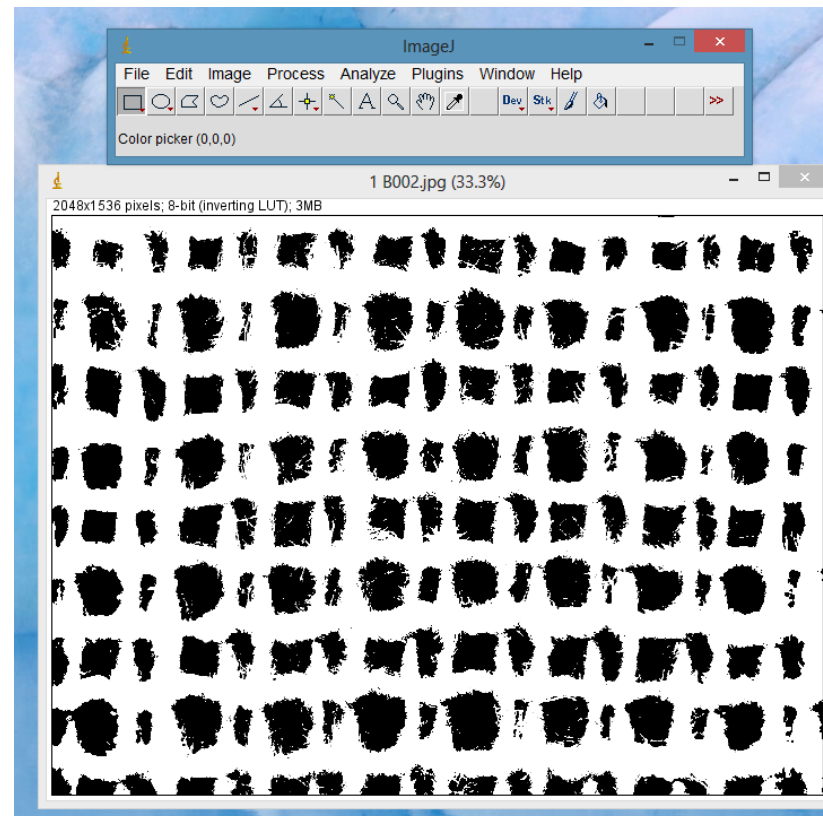 ImageJ
File Edit Image Process Analyze Plugins Window Help
A Dev Stk >>
Color picker (0,0,0)
1 B002.jpg (33.3%)
2048x1536 pixels; 8-bit (inverting LUT); 3MB